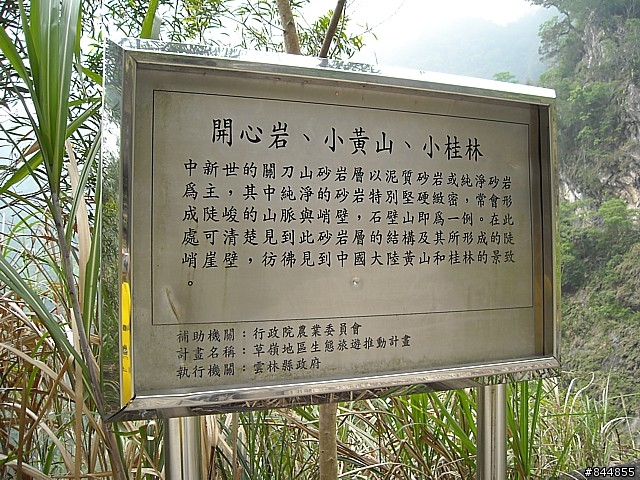 開心岩、小黃山、小桂林
中新世的關刀山砂岩層以泥質砂岩或純淨砂岩
為主，其中純淨的砂岩特別堅硬緻密，常會形
成陡峻的山脈與峭壁，石壁山即為一例。在此
處可清楚見到此砂岩層的結構及其所形成的陡
峭崖壁，彷彿見到中國大陸黃山和桂林的景致
。
補助機關：行政院農業委員會
計畫名稱：草嶺地區生態旅遊推動計畫
執行機關：雲林縣政府
#844855